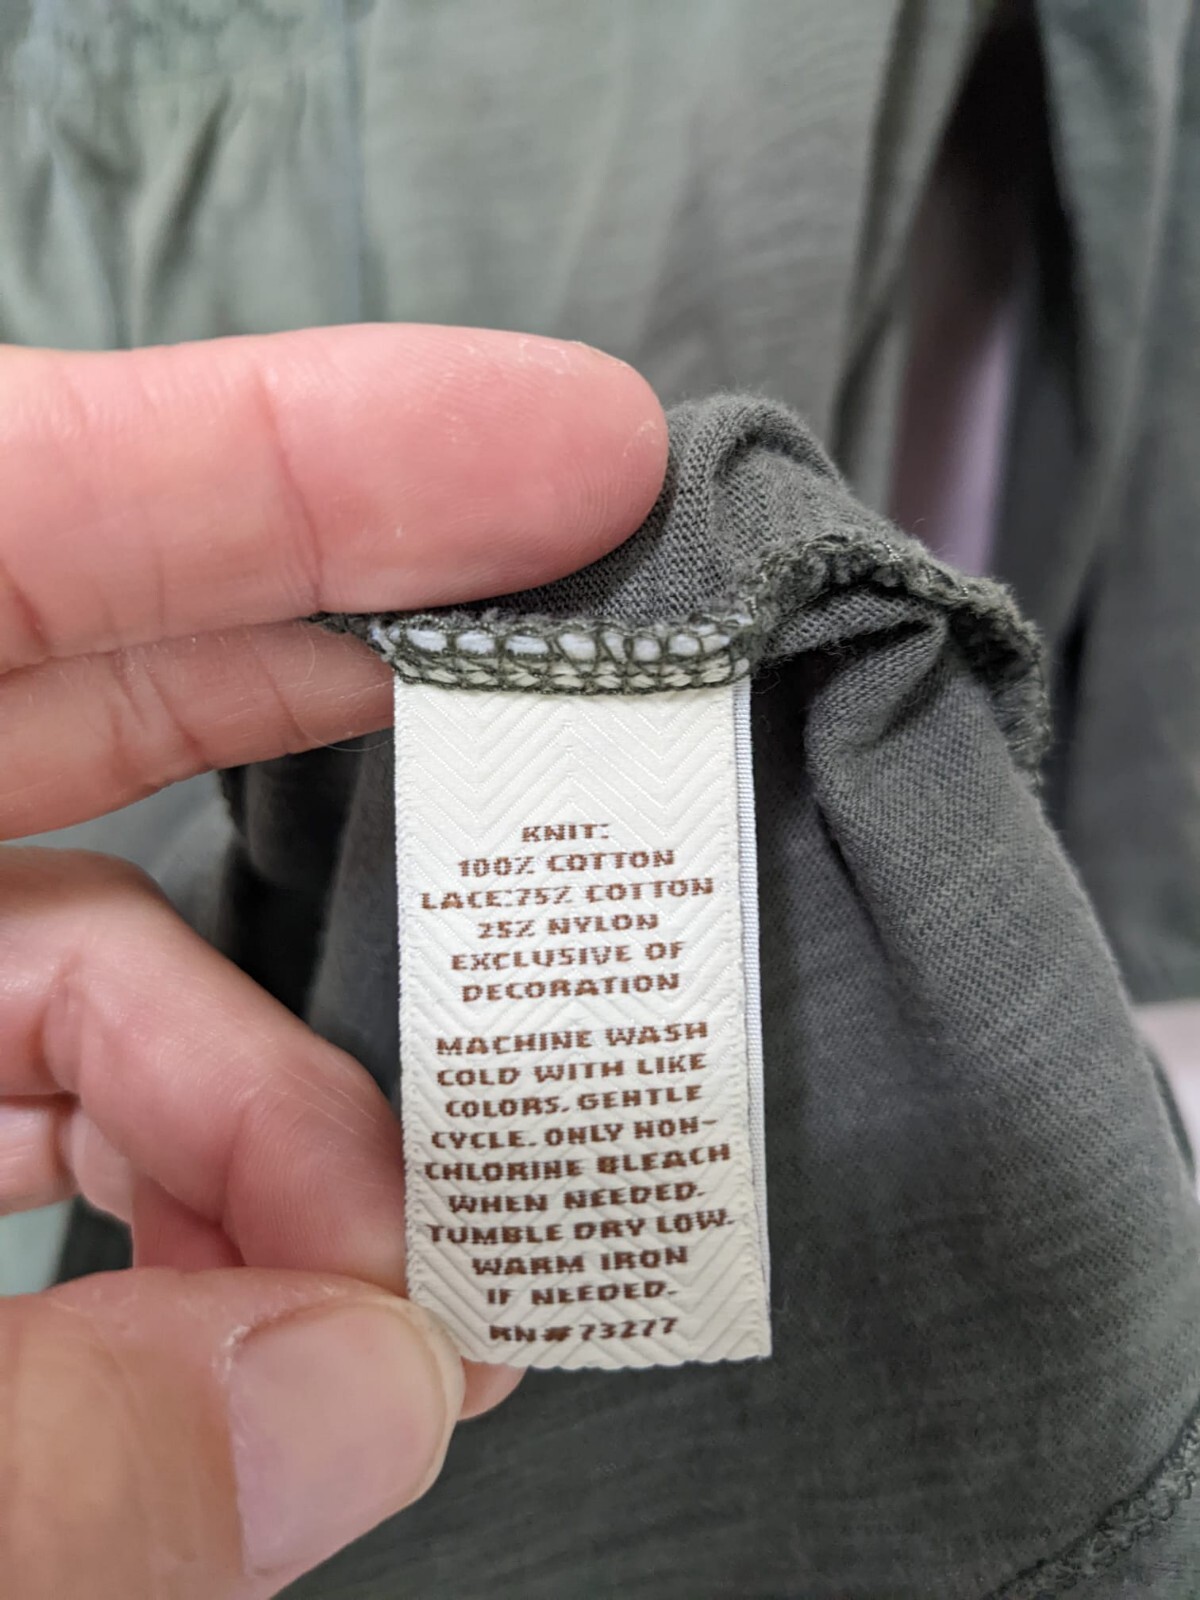 KNIT:
100% COTTON
LACE:75% COTTON
25% NYLON
EXCLUSIVE OF
DECORATION
MACHINE WASH
COLD WITH LIKE
COLORS. GENTLE
CYCLE. ONLY NON-
CHLORINE BLEACH
WHEN NEEDED.
TUMBLE DRY LOW.
WARM IRON
IF NEEDED.
RN# 73277